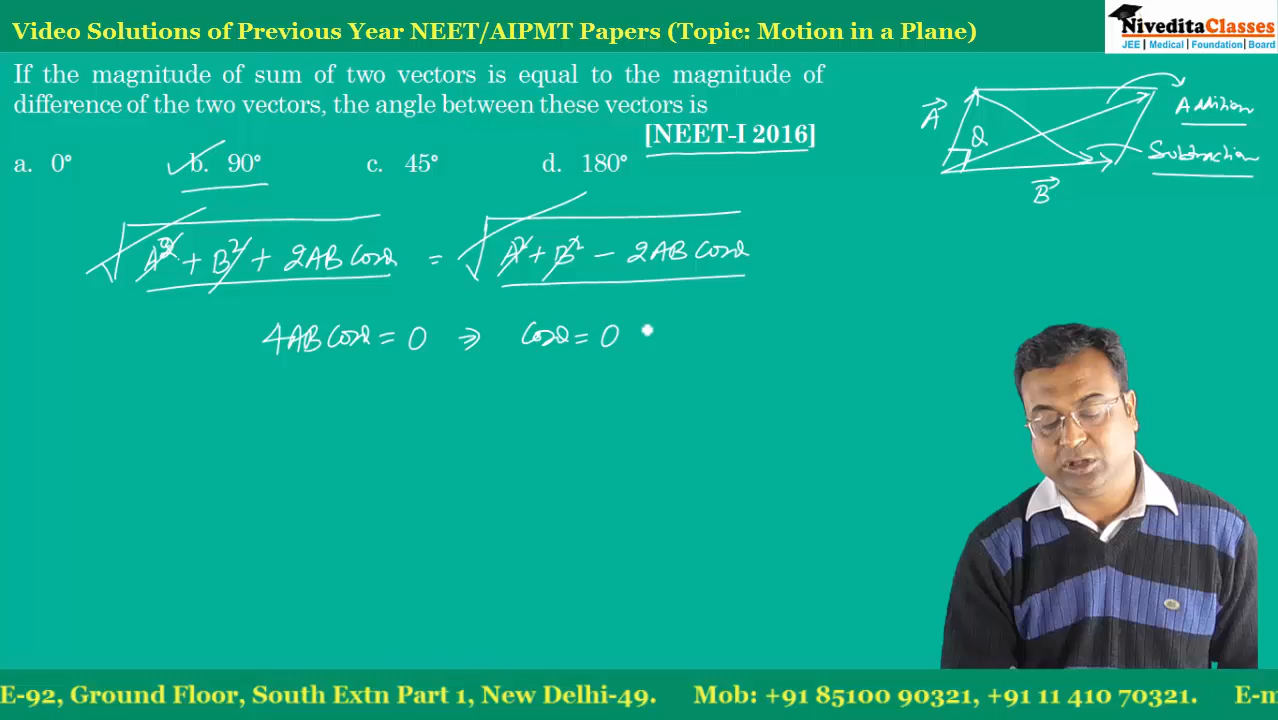 Video Solutions of Previous Year NEET/AIPMT Papers (Topic: Motion in a Plane)
NiveditaClasses
JEE | Medical | Foundation | Board
If the magnitude of sum of two vectors is equal to the magnitude of
difference of the two vectors, the angle between these vectors is
[NEET-I 2016]
a. 0° b. 90° c. 45° d. 180°
A
θ
B
Addition
Subtraction
√A² + B² + 2AB Cosθ = √A² + B² − 2AB Cosθ
4AB Cosθ = 0 ⇒ Cosθ = 0
E-92, Ground Floor, South Extn Part 1, New Delhi-49. Mob: +91 85100 90321, +91 11 410 70321. E-m